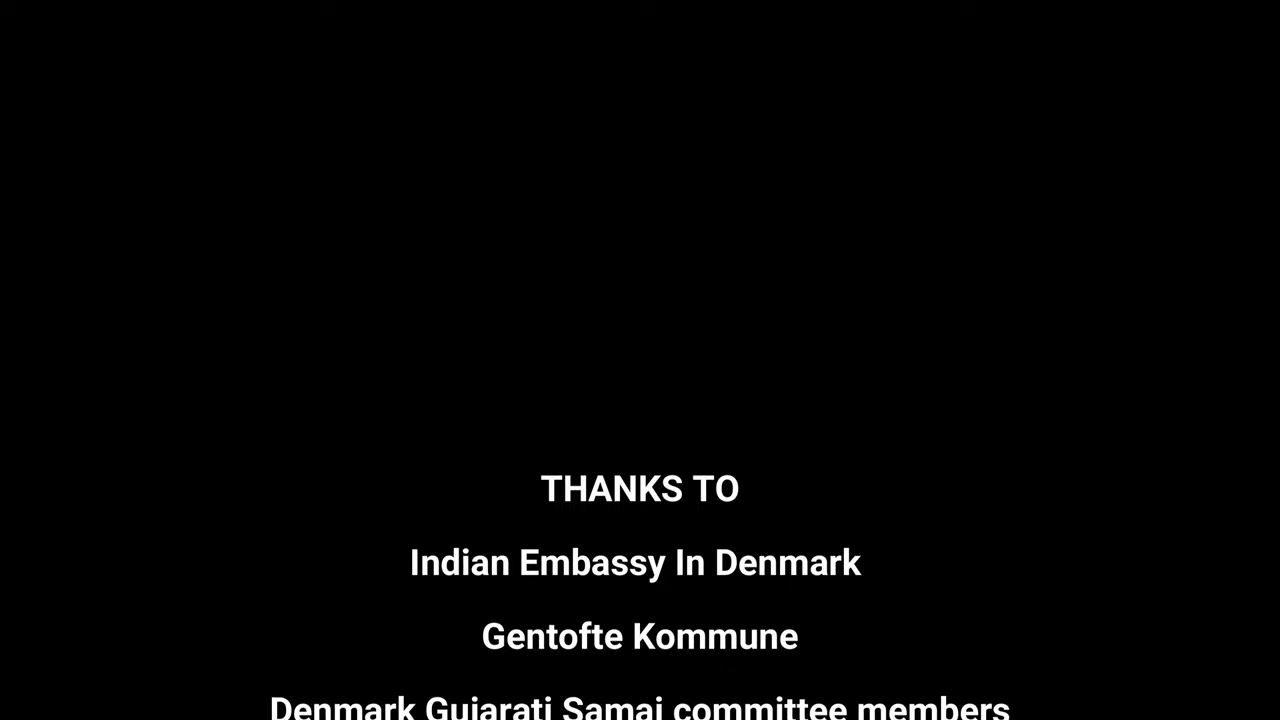 THANKS TO
Indian Embassy In Denmark
Gentofte Kommune
Denmark Gujarati Samaj committee members